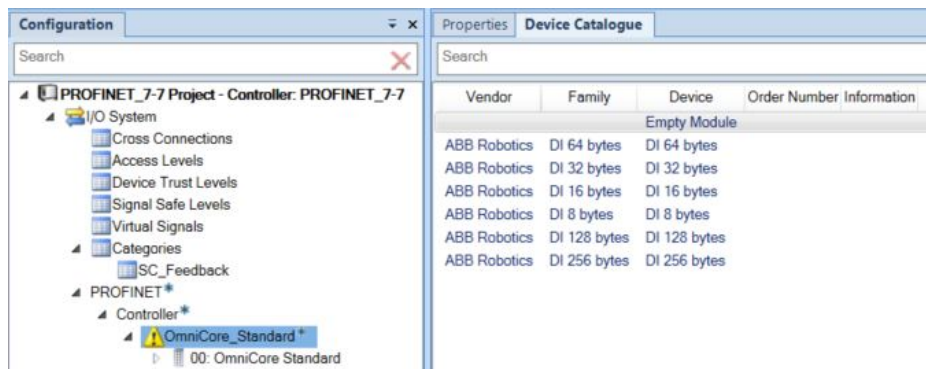 Configuration
Search
PROFINET_7-7 Project - Controller: PROFINET_7-7
I/O System
Cross Connections
Access Levels
Device Trust Levels
Signal Safe Levels
Virtual Signals
Categories
SC_Feedback
PROFINET*
Controller*
OmniCore_Standard*
00: OmniCore Standard
Properties Device Catalogue
Search
Vendor Family Device Order Number Information
Empty Module
ABB Robotics DI 64 bytes DI 64 bytes
ABB Robotics DI 32 bytes DI 32 bytes
ABB Robotics DI 16 bytes DI 16 bytes
ABB Robotics DI 8 bytes DI 8 bytes
ABB Robotics DI 128 bytes DI 128 bytes
ABB Robotics DI 256 bytes DI 256 bytes